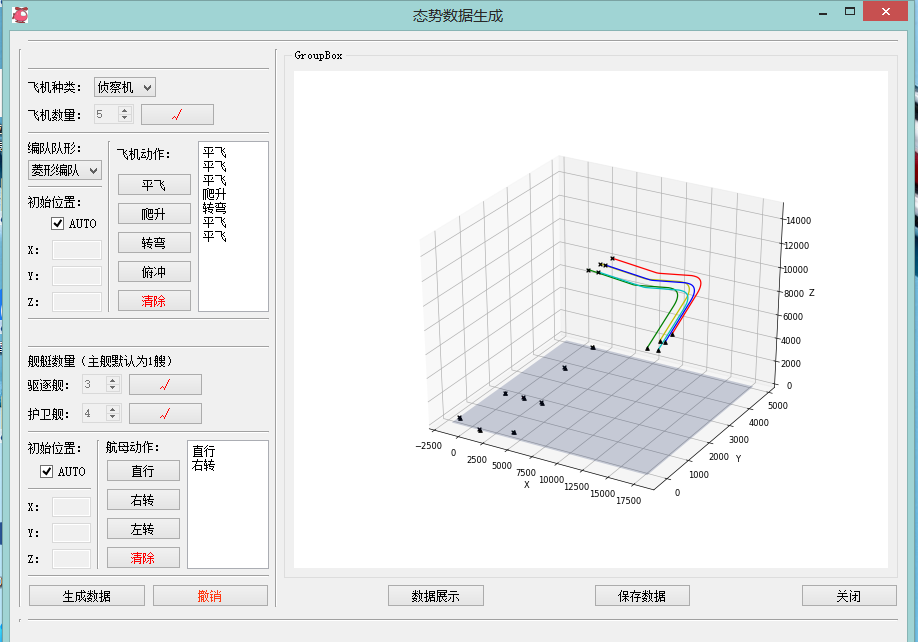 态势数据生成
飞机种类：
侦察机
飞机数量：
5
编队队形：
菱形编队
初始位置：
AUTO
X:
Y:
Z:
飞机动作：
平飞
爬升
转弯
俯冲
清除
平飞
平飞
平飞
爬升
转弯
平飞
平飞
舰艇数量（主舰默认为1艘）
驱逐舰：
3
护卫舰：
4
初始位置：
AUTO
X:
Y:
Z:
航母动作：
直行
右转
左转
清除
直行
右转
生成数据
撤销
GroupBox
14000
12000
10000
8000
Z
6000
4000
2000
0
5000
4000
3000
2000
Y
1000
0
-2500
0
2500
5000
7500
X
10000
12500
15000
17500
数据展示
保存数据
关闭